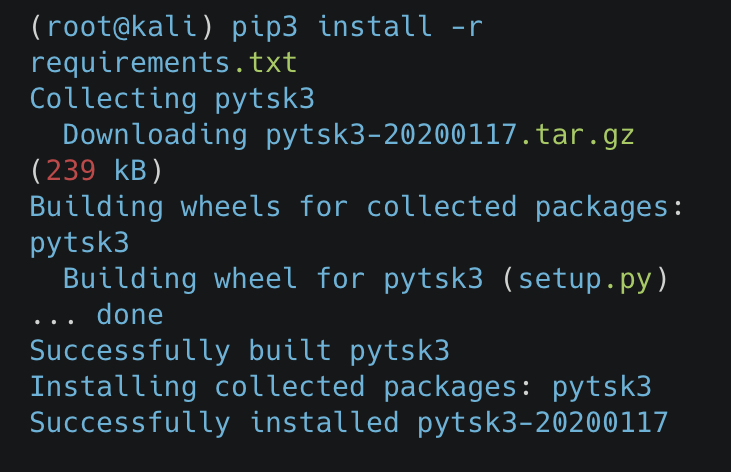 (root@kali) pip3 install -r
requirements.txt
Collecting pytsk3
  Downloading pytsk3-20200117.tar.gz
(239 kB)
Building wheels for collected packages:
pytsk3
  Building wheel for pytsk3 (setup.py)
... done
Successfully built pytsk3
Installing collected packages: pytsk3
Successfully installed pytsk3-20200117